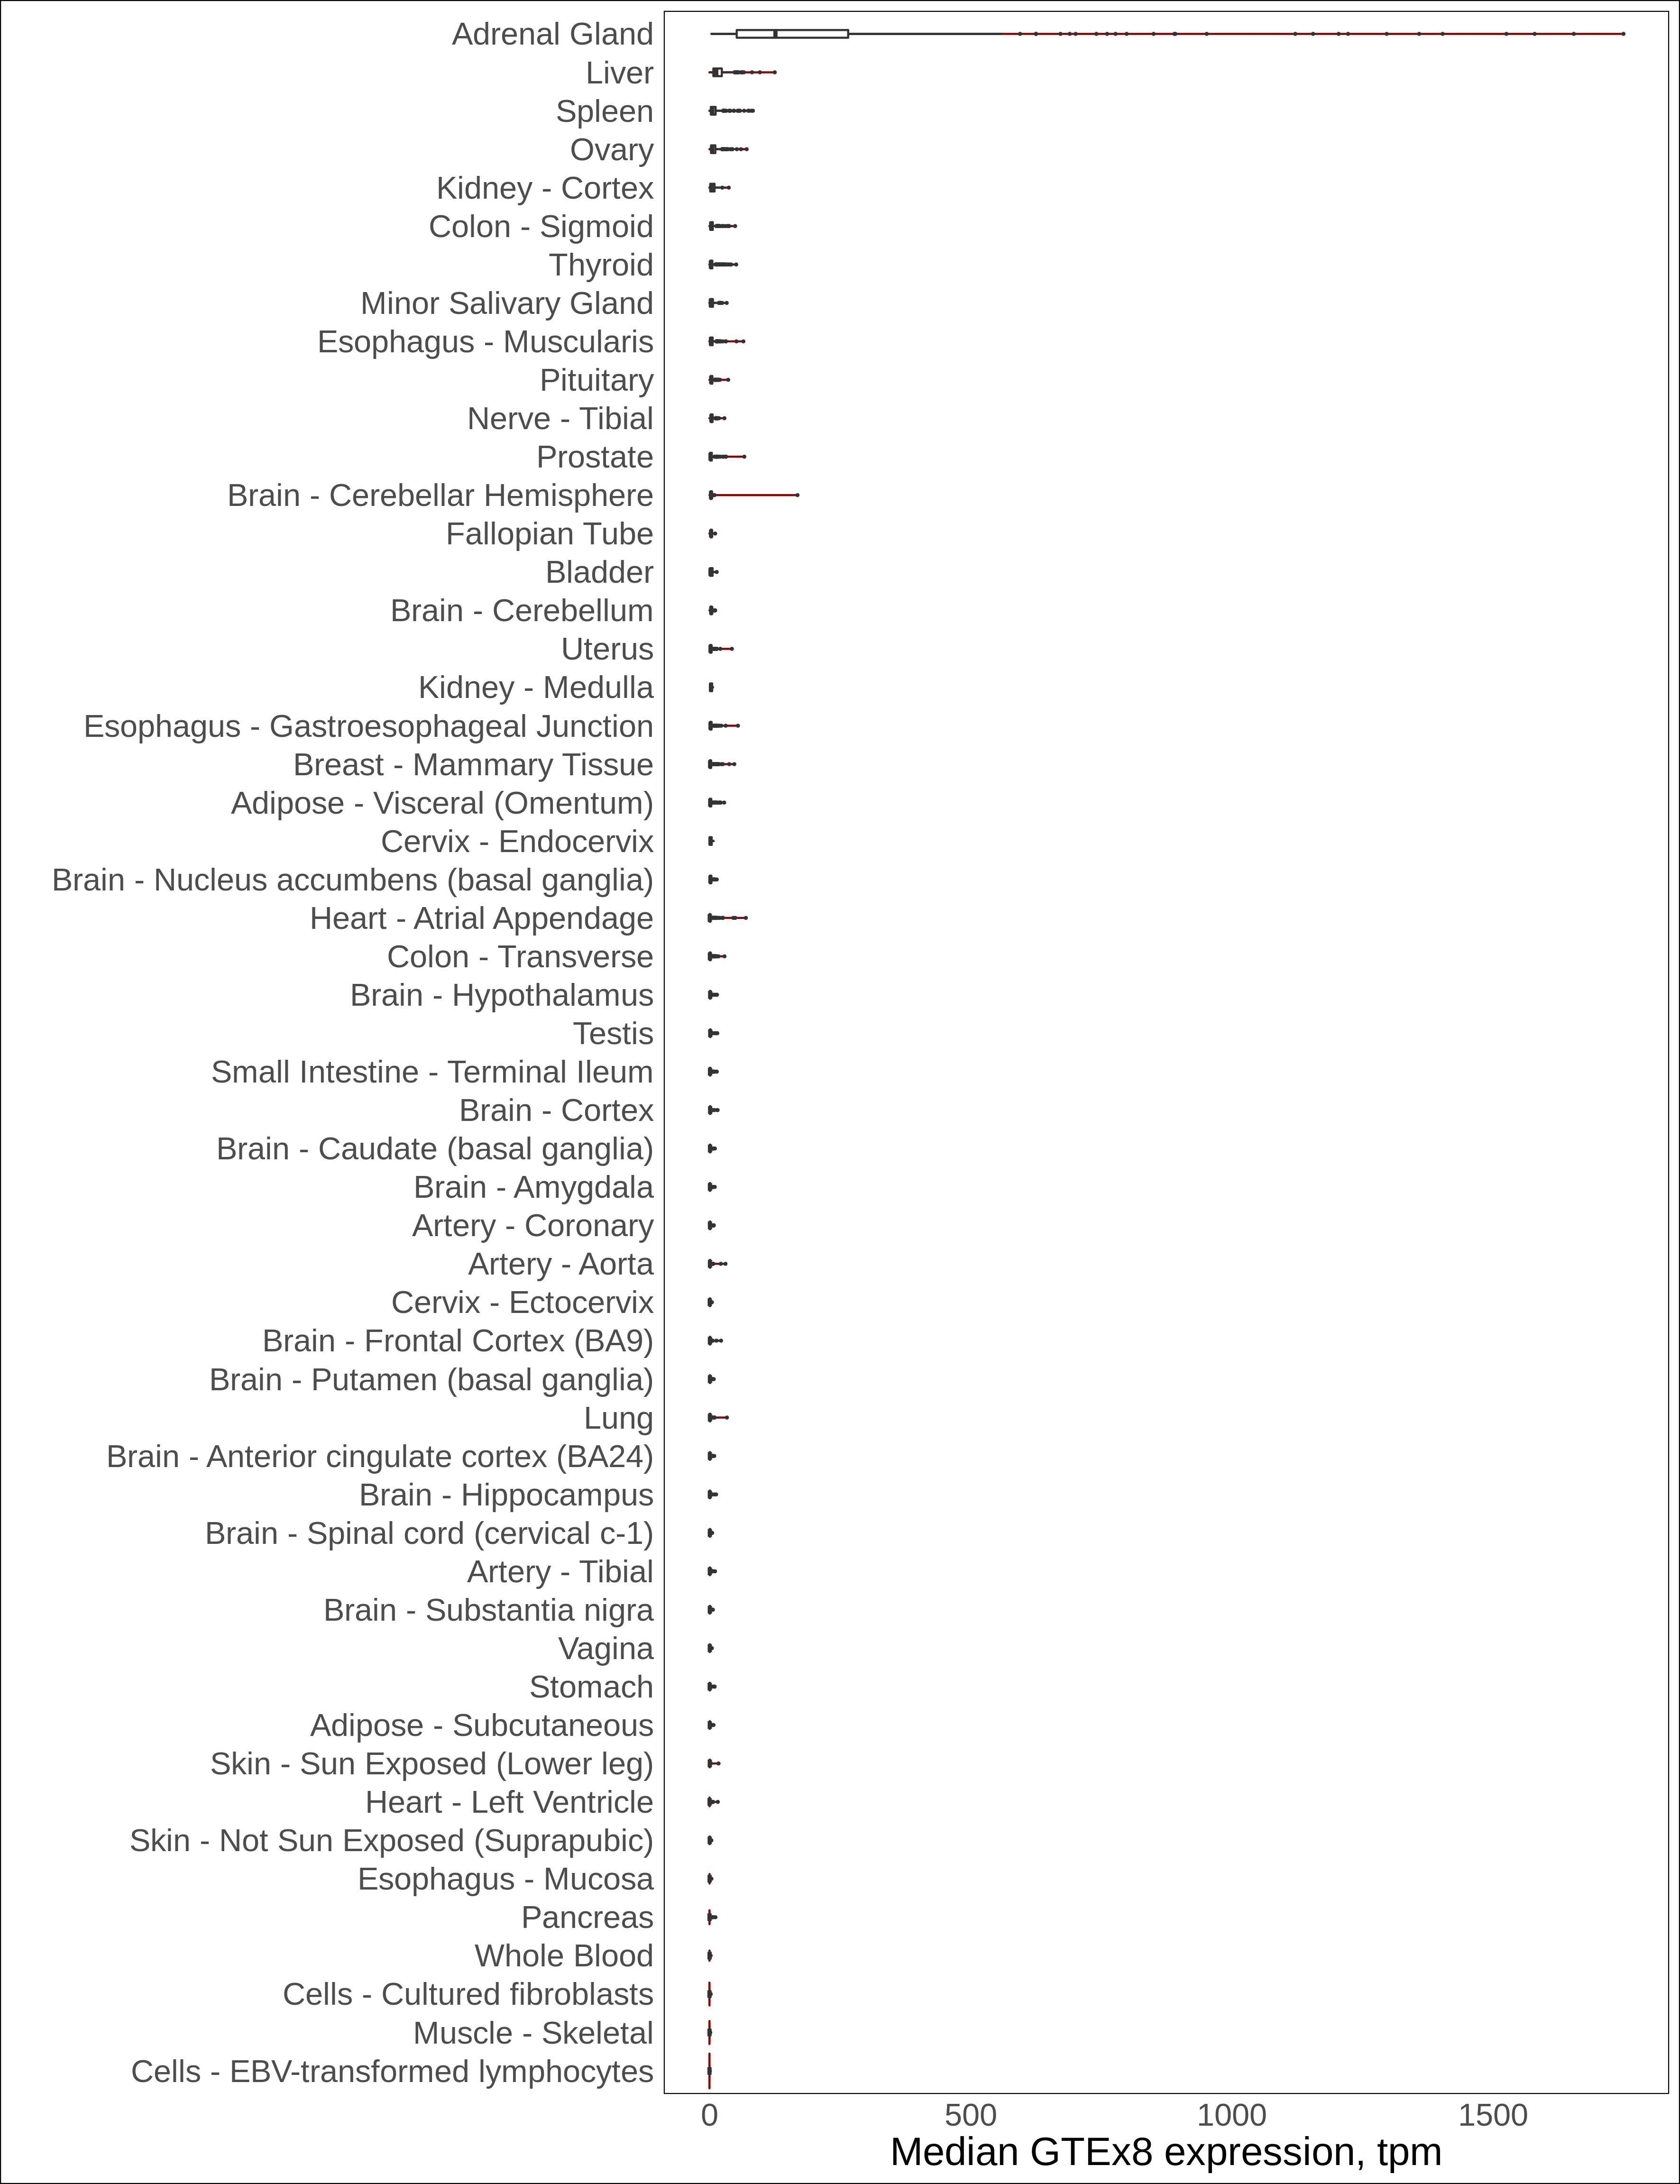 Adrenal Gland
Liver
Spleen
Ovary
Kidney - Cortex
Colon - Sigmoid
Thyroid
Minor Salivary Gland
Esophagus - Muscularis
Pituitary
Nerve - Tibial
Prostate
Brain - Cerebellar Hemisphere
Fallopian Tube
Bladder
Brain - Cerebellum
Uterus
Kidney - Medulla
Esophagus - Gastroesophageal Junction
Breast - Mammary Tissue
Adipose - Visceral (Omentum)
Cervix - Endocervix
Brain - Nucleus accumbens (basal ganglia)
Heart - Atrial Appendage
Colon - Transverse
Brain - Hypothalamus
Testis
Small Intestine - Terminal Ileum
Brain - Cortex
Brain - Caudate (basal ganglia)
Brain - Amygdala
Artery - Coronary
Artery - Aorta
Cervix - Ectocervix
Brain - Frontal Cortex (BA9)
Brain - Putamen (basal ganglia)
Lung
Brain - Anterior cingulate cortex (BA24)
Brain - Hippocampus
Brain - Spinal cord (cervical c-1)
Artery - Tibial
Brain - Substantia nigra
Vagina
Stomach
Adipose - Subcutaneous
Skin - Sun Exposed (Lower leg)
Heart - Left Ventricle
Skin - Not Sun Exposed (Suprapubic)
Esophagus - Mucosa
Pancreas
Whole Blood
Cells - Cultured fibroblasts
Muscle - Skeletal
Cells - EBV-transformed lymphocytes
0 500 1000 1500
Median GTEx8 expression, tpm